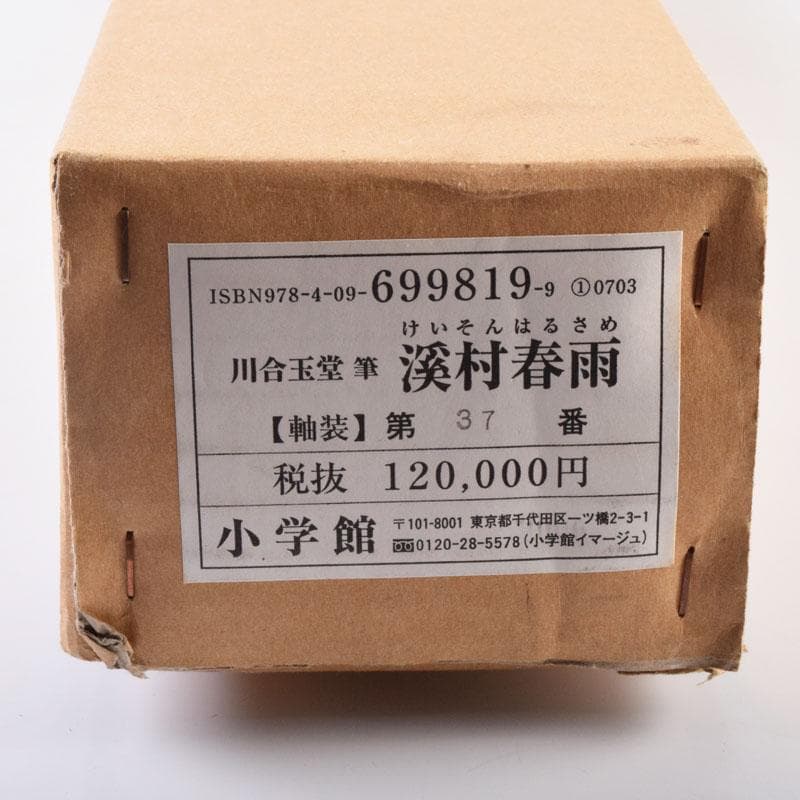 ISBN978-4-09-699819-9 ①0703
けいそんはるさめ
川合玉堂 筆 溪村春雨
【軸装】第 37 番
税抜 120,000円
小学館 〒101-8001 東京都千代田区一ツ橋2-3-1
0120-28-5578(小学館イマージュ)